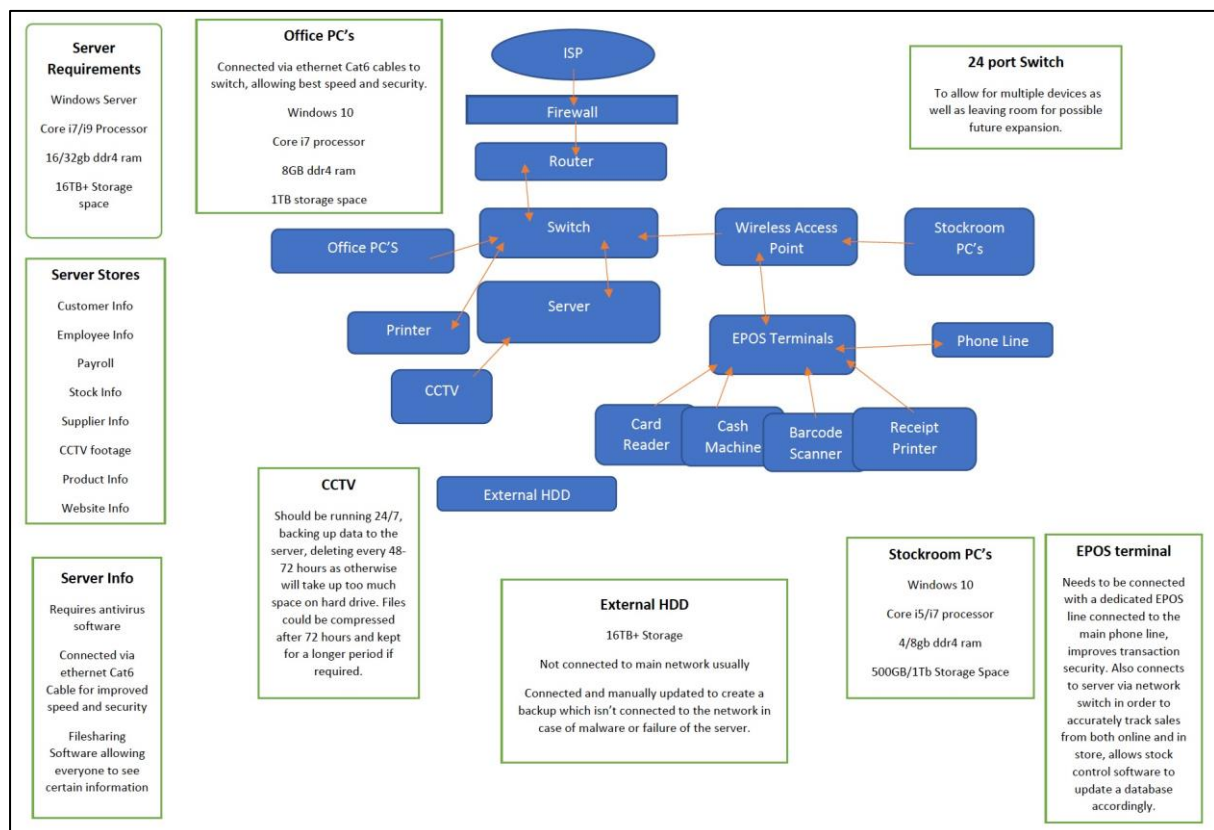 Server
Requirements
Windows Server
Core i7/i9 Processor
16/32gb ddr4 ram
16TB+ Storage
space
Office PC's
Connected via ethernet Cat6 cables to
switch, allowing best speed and security.
Windows 10
Core i7 processor
8GB ddr4 ram
1TB storage space
ISP
Firewall
Router
24 port Switch
To allow for multiple devices as
well as leaving room for possible
future expansion.
Switch
Wireless Access
Point
Stockroom
PC's
Office PC'S
Server
Printer
CCTV
EPOS Terminals
Phone Line
Card
Reader
Cash
Machine
Barcode
Scanner
Receipt
Printer
External HDD
Server Stores
Customer Info
Employee Info
Payroll
Stock Info
Supplier Info
CCTV footage
Product Info
Website Info
Server Info
Requires antivirus
software
Connected via
ethernet Cat6
Cable for improved
speed and security
Filesharing
Software allowing
everyone to see
certain information
CCTV
Should be running 24/7,
backing up data to the
server, deleting every 48-
72 hours as otherwise
will take up too much
space on hard drive. Files
could be compressed
after 72 hours and kept
for a longer period if
required.
External HDD
16TB+ Storage
Not connected to main network usually
Connected and manually updated to create a
backup which isn't connected to the network in
case of malware or failure of the server.
Stockroom PC's
Windows 10
Core i5/i7 processor
4/8gb ddr4 ram
500GB/1Tb Storage Space
EPOS terminal
Needs to be connected
with a dedicated EPOS
line connected to the
main phone line,
improves transaction
security. Also connects
to server via network
switch in order to
accurately track sales
from both online and in
store, allows stock
control software to
update a database
accordingly.